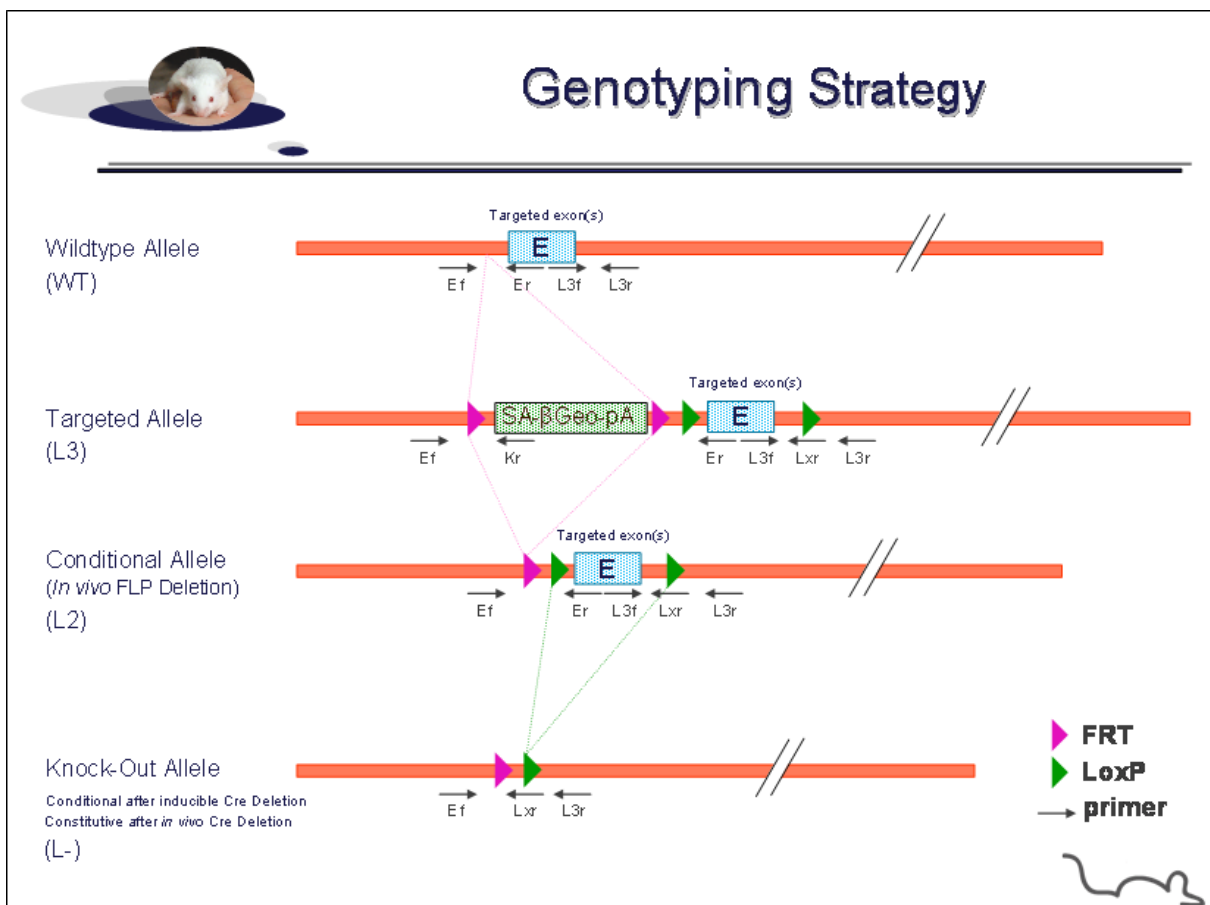 Genotyping Strategy
Targeted exon(s)
Wildtype Allele
(WT)
E
Ef Er L3f L3r
Targeted exon(s)
Targeted Allele
(L3)
SA-βGeo-pA E
Ef Kr Er L3f Lxr L3r
Targeted exon(s)
Conditional Allele
(In vivo FLP Deletion)
(L2)
E
Ef Er L3f Lxr L3r
Knock-Out Allele
Conditional after inducible Cre Deletion
Constitutive after in vivo Cre Deletion
(L-)
Ef Lxr L3r
FRT
LoxP
primer